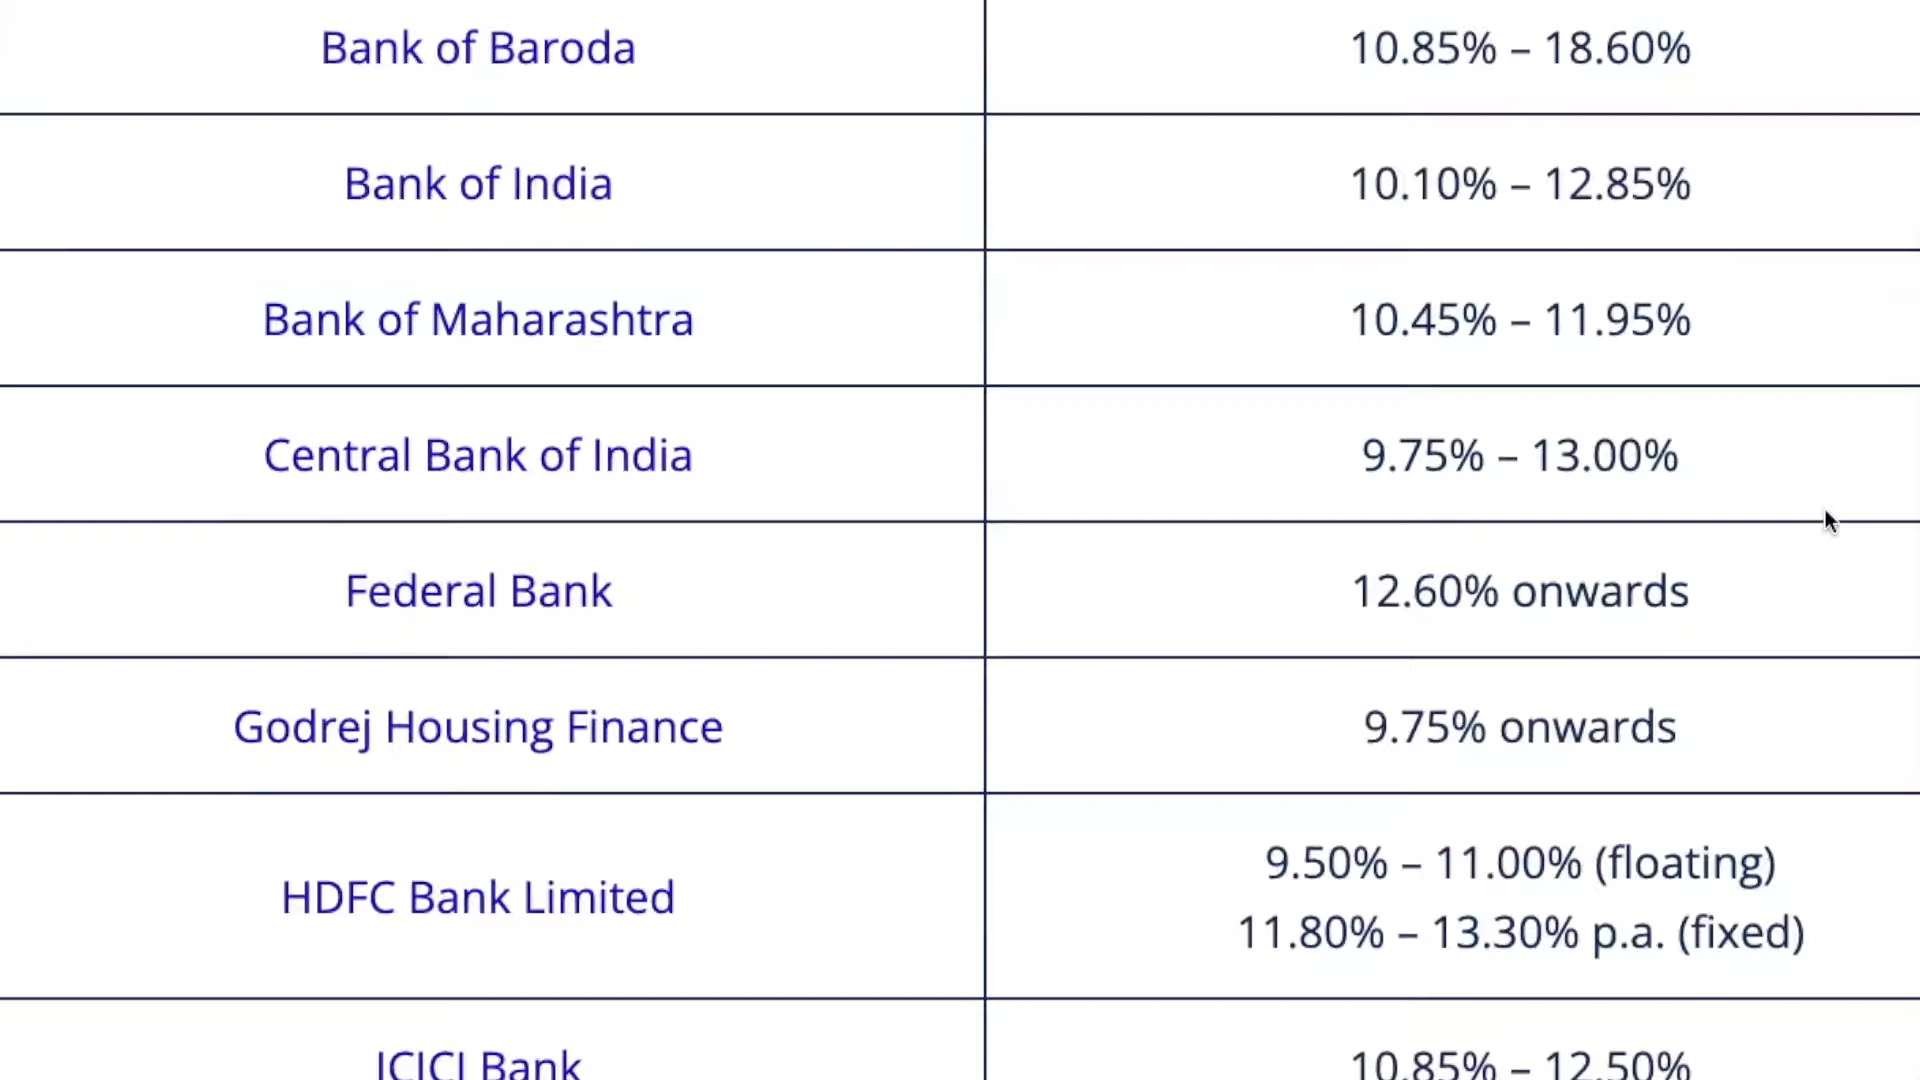 Bank of Baroda 10.85% – 18.60%
Bank of India 10.10% – 12.85%
Bank of Maharashtra 10.45% – 11.95%
Central Bank of India 9.75% – 13.00%
Federal Bank 12.60% onwards
Godrej Housing Finance 9.75% onwards
HDFC Bank Limited 9.50% – 11.00% (floating)
11.80% – 13.30% p.a. (fixed)
ICICI Bank 10.85% – 12.50%